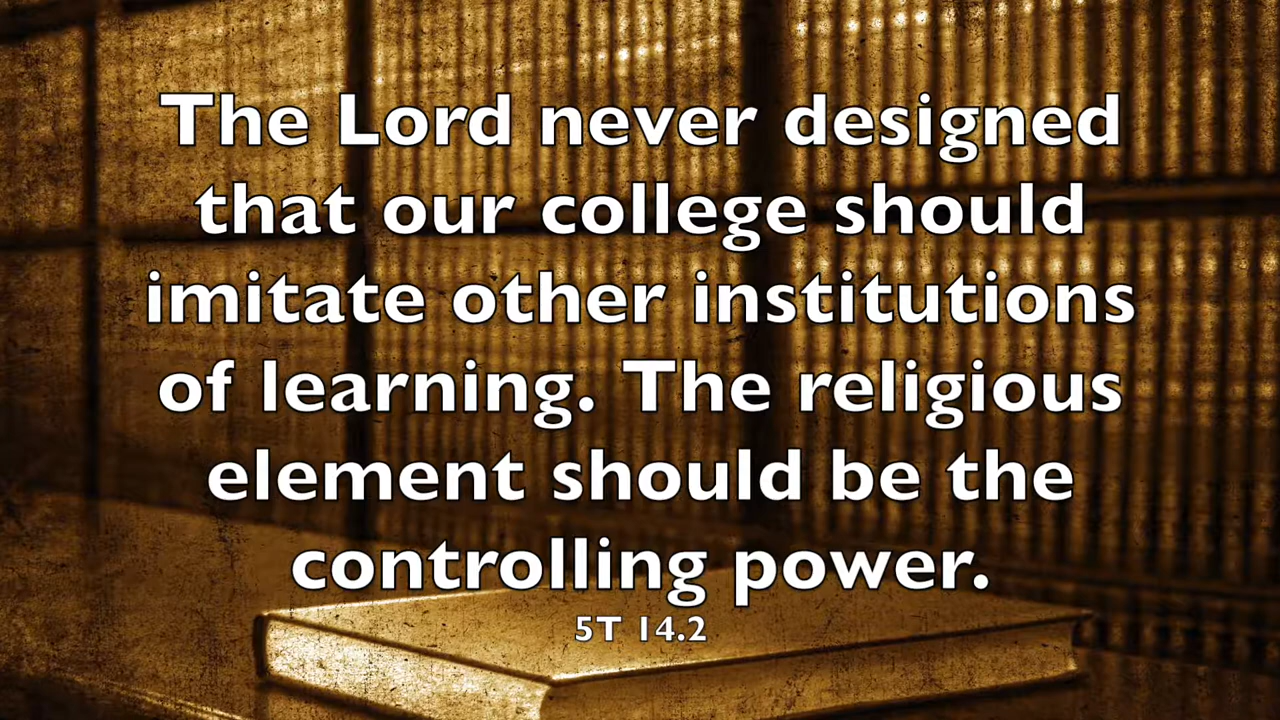 The Lord never designed
that our college should
imitate other institutions
of learning. The religious
element should be the
controlling power.
5T 14.2